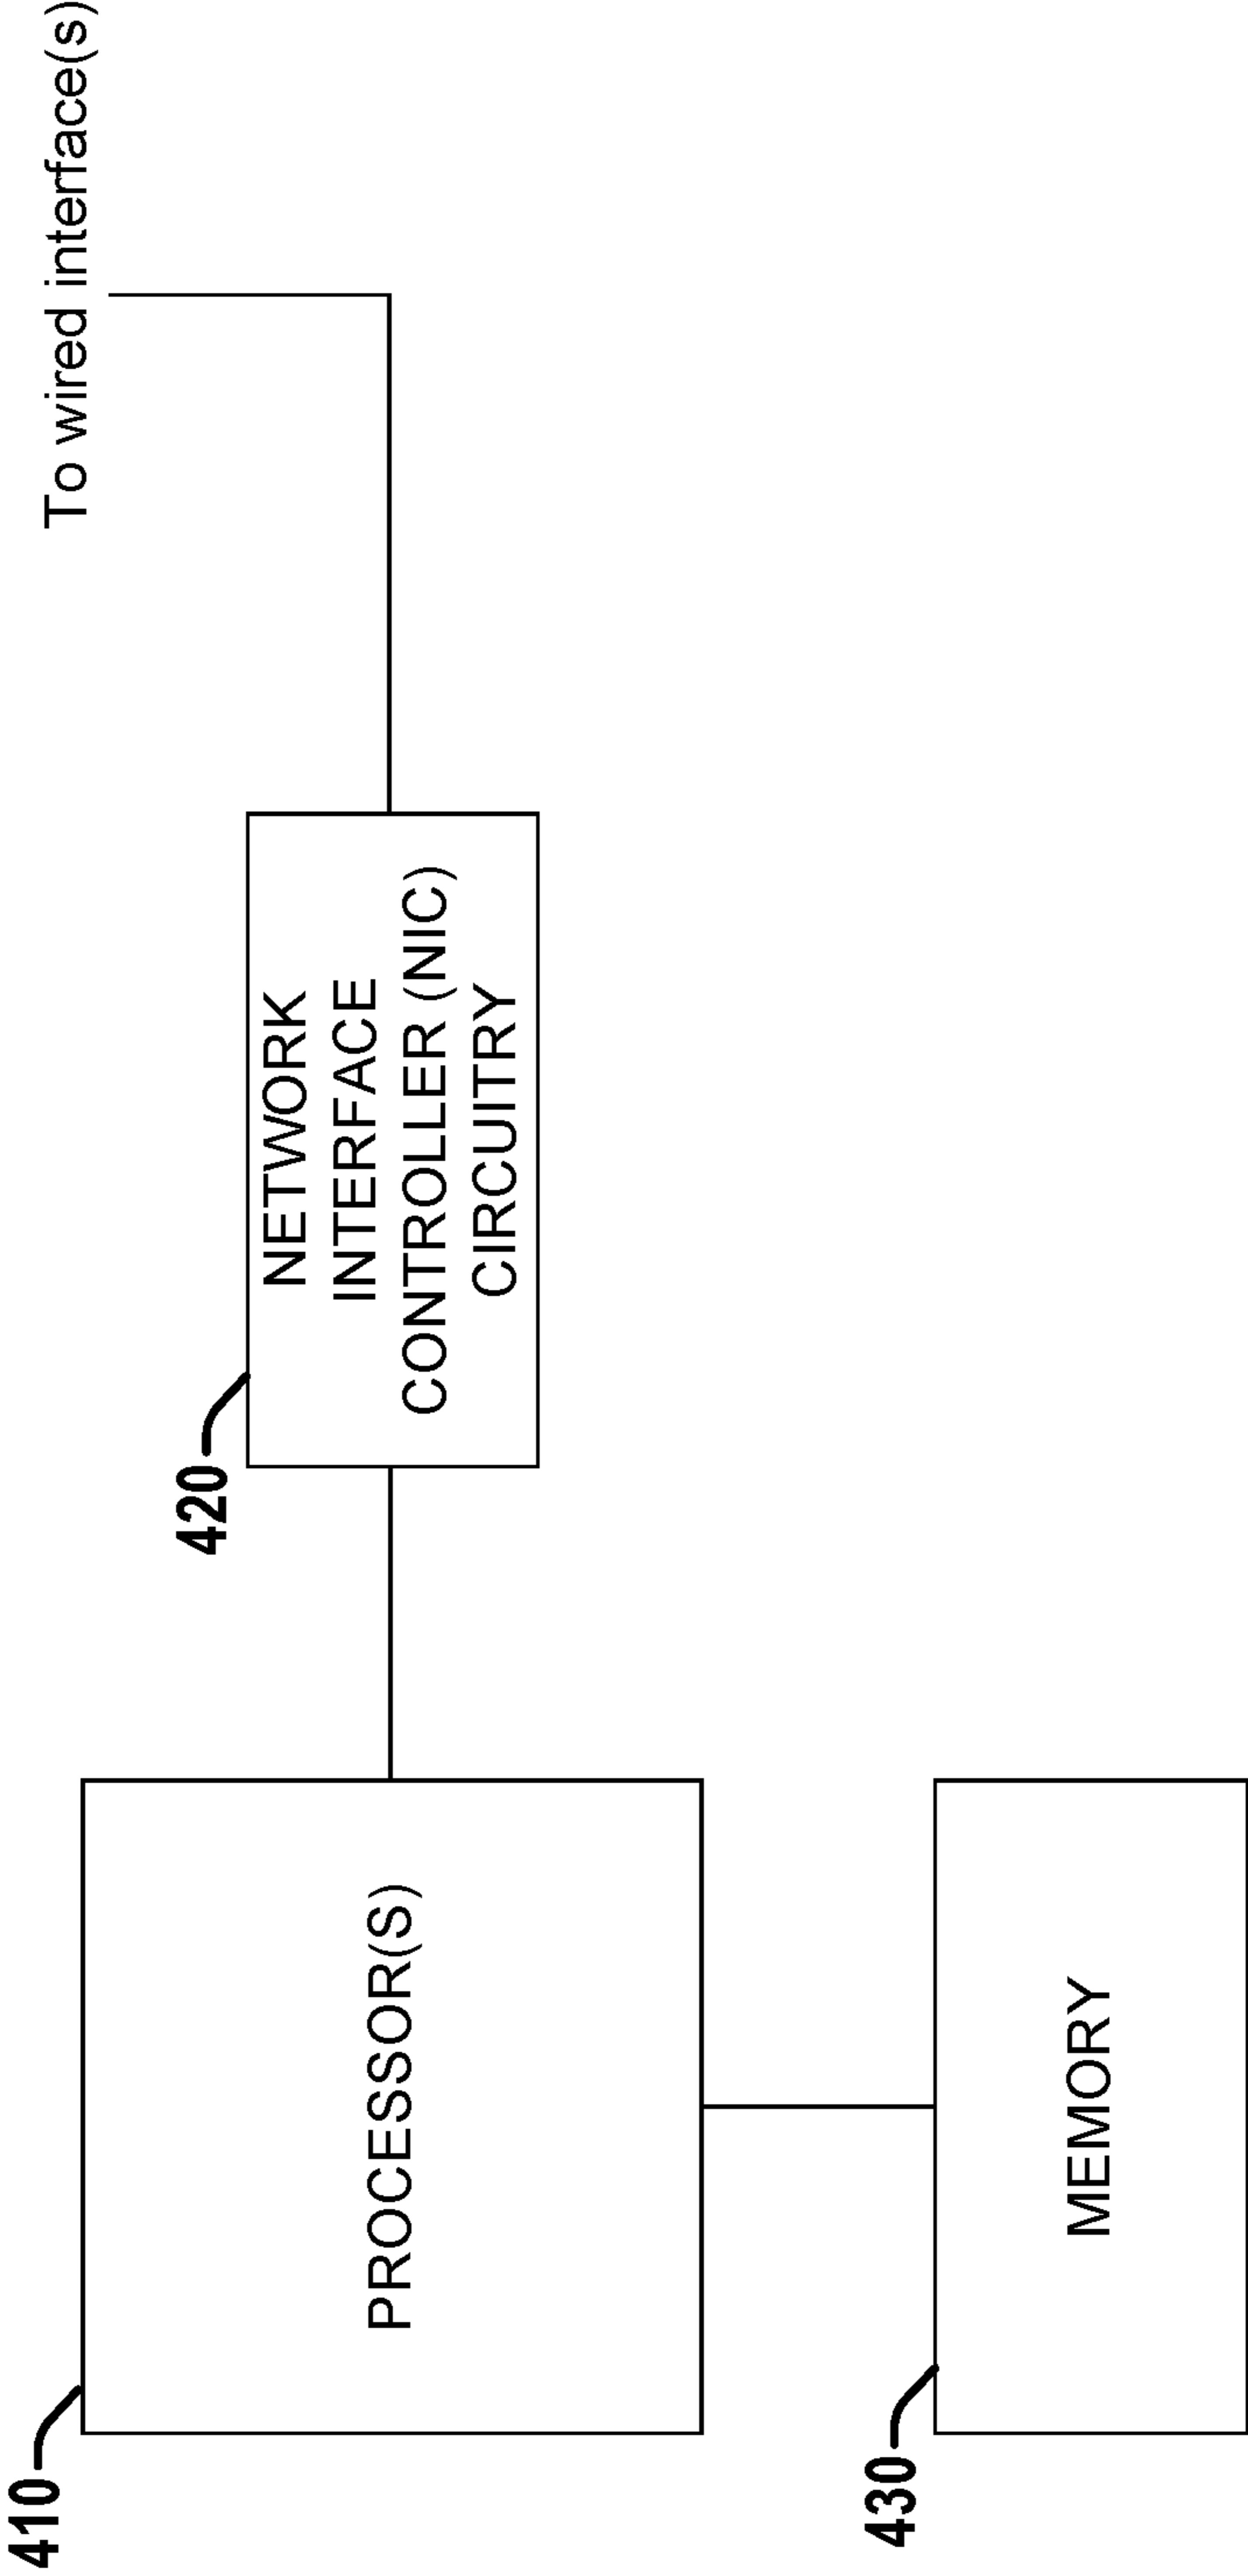 To wired interface(s)
420
NETWORK
INTERFACE
CONTROLLER (NIC)
CIRCUITRY
410
PROCESSOR(S)
430
MEMORY